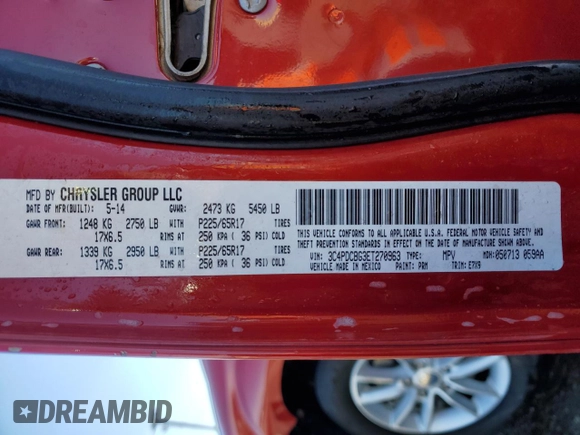 MFD BY CHRYSLER GROUP LLC
DATE OF MFR(BUILT): 5-14 GVWR: 2473 KG 5450 LB
GAWR FRONT: 1248 KG 2750 LB WITH P225/65R17 TIRES
17X6.5 RIMS AT 250 KPA ( 36 PSI) COLD
GAWR REAR: 1339 KG 2950 LB WITH P225/65R17 TIRES
17X6.5 RIMS AT 250 KPA ( 36 PSI) COLD
THIS VEHICLE CONFORMS TO ALL APPLICABLE U.S.A. FEDERAL MOTOR VEHICLE SAFETY, BUMPER, AND
THEFT PREVENTION STANDARDS IN EFFECT ON THE DATE OF MANUFACTURE SHOWN ABOVE.
VIN: 3C4PDCBG3ET270963 TYPE: MPV MDH: 050713 059AA
VEHICLE MADE IN MEXICO PAINT: PRM TRIM: E7X9
DREAMBID